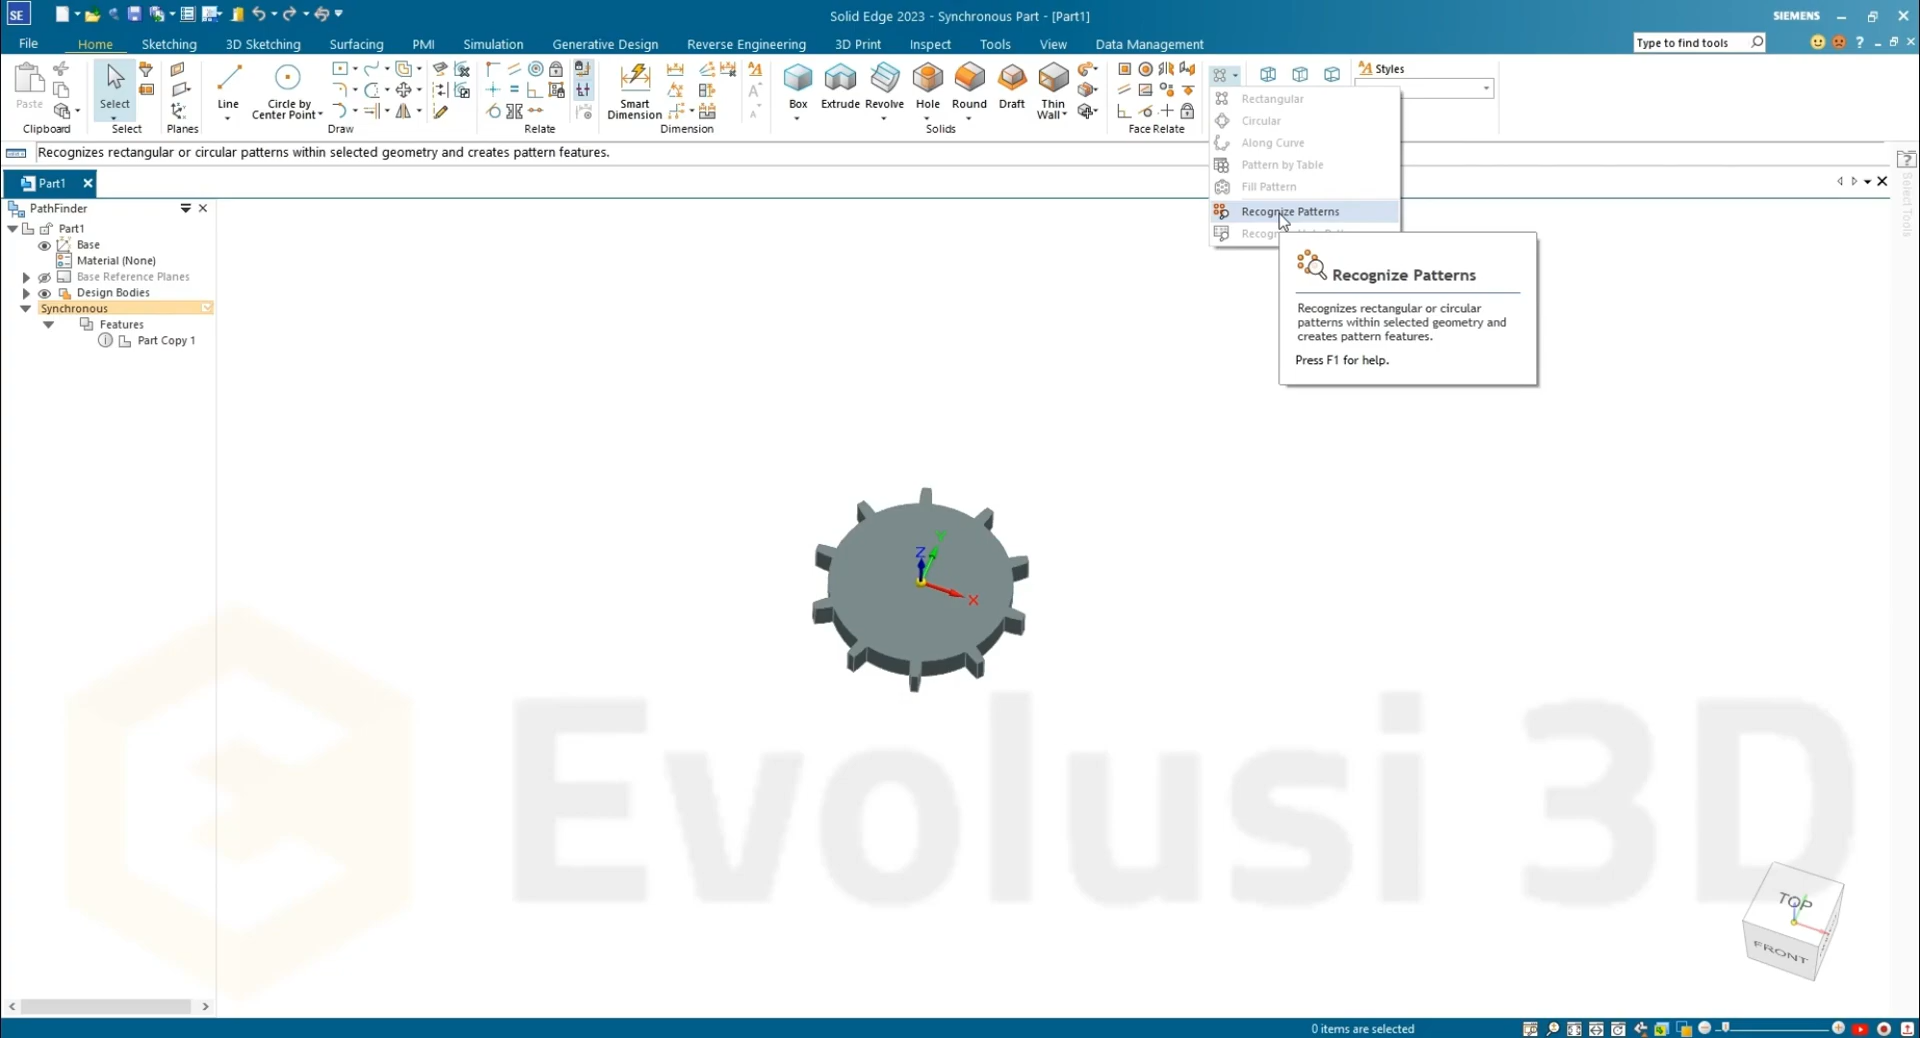 SE
Solid Edge 2023 - Synchronous Part - [Part1]
SIEMENS
File Home Sketching 3D Sketching Surfacing PMI Simulation Generative Design Reverse Engineering 3D Print Inspect Tools View Data Management
Type to find tools
Paste
Clipboard
Select
Select
Planes
Line
Circle by
Center Point
Draw
Relate
Smart
Dimension
Dimension
Box
Extrude
Revolve
Hole
Round
Draft
Thin
Wall
Solids
Face Relate
Styles
Rectangular
Circular
Along Curve
Pattern by Table
Fill Pattern
Recognize Patterns
Recognizes rectangular or circular patterns within selected geometry and creates pattern features.
Recognize Patterns
Recognizes rectangular or circular
patterns within selected geometry and
creates pattern features.
Press F1 for help.
Part1
PathFinder
Part1
Base
Material (None)
Base Reference Planes
Design Bodies
Synchronous
Features
Part Copy 1
Select Tools
Z
Y
X
Evolusi 3D
TOP
FRONT
0 items are selected